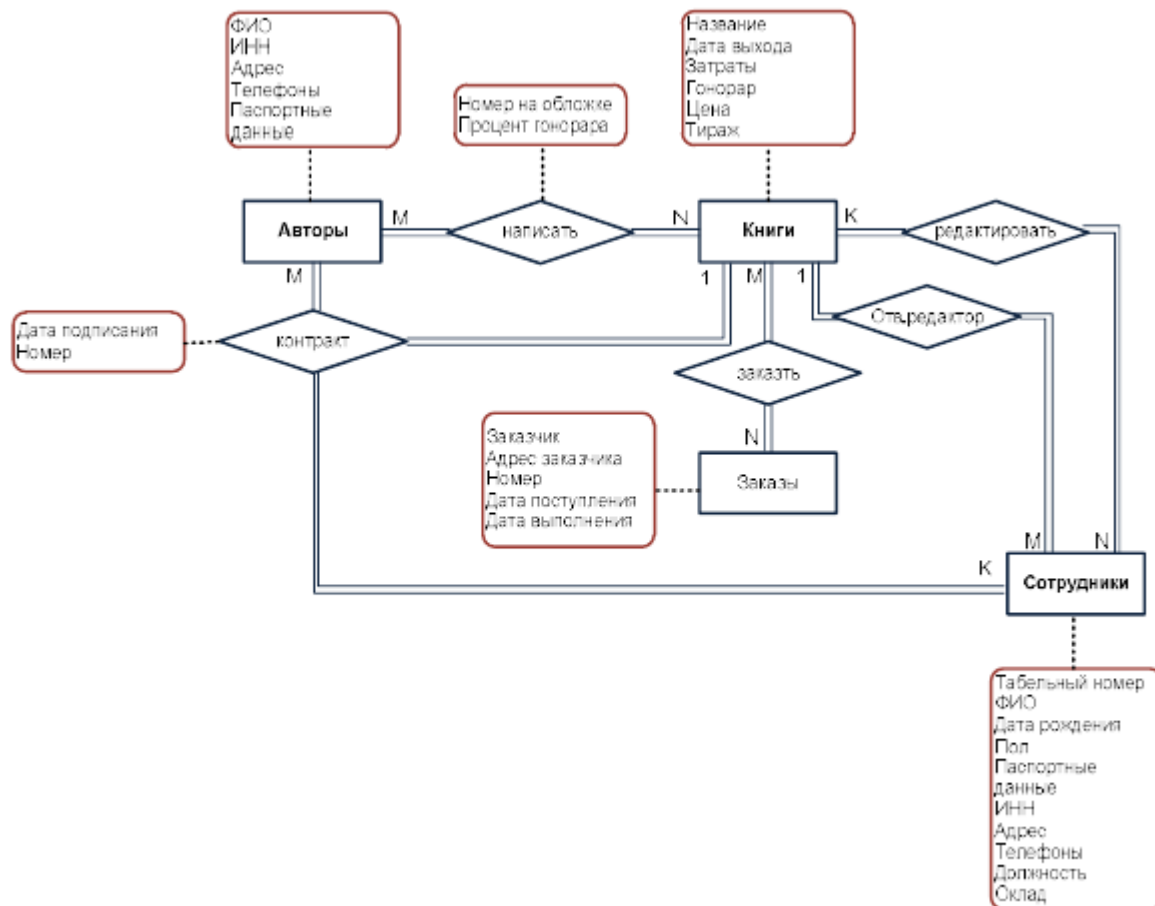 ФИО
ИНН
Адрес
Телефоны
Паспортные
данные
Номер на обложке
Процент гонорара
Название
Дата выхода
Затраты
Гонорар
Цена
Тираж
Авторы
M
написать
N
Книги
K
редактировать
M
1
M
1
Дата подписания
Номер
контракт
Отв.редактор
заказть
Заказчик
Адрес заказчика
Номер
Дата поступления
Дата выполнения
N
Заказы
M
N
K
Сотрудники
Табельный номер
ФИО
Дата рождения
Пол
Паспортные
данные
ИНН
Адрес
Телефоны
Должность
Оклад